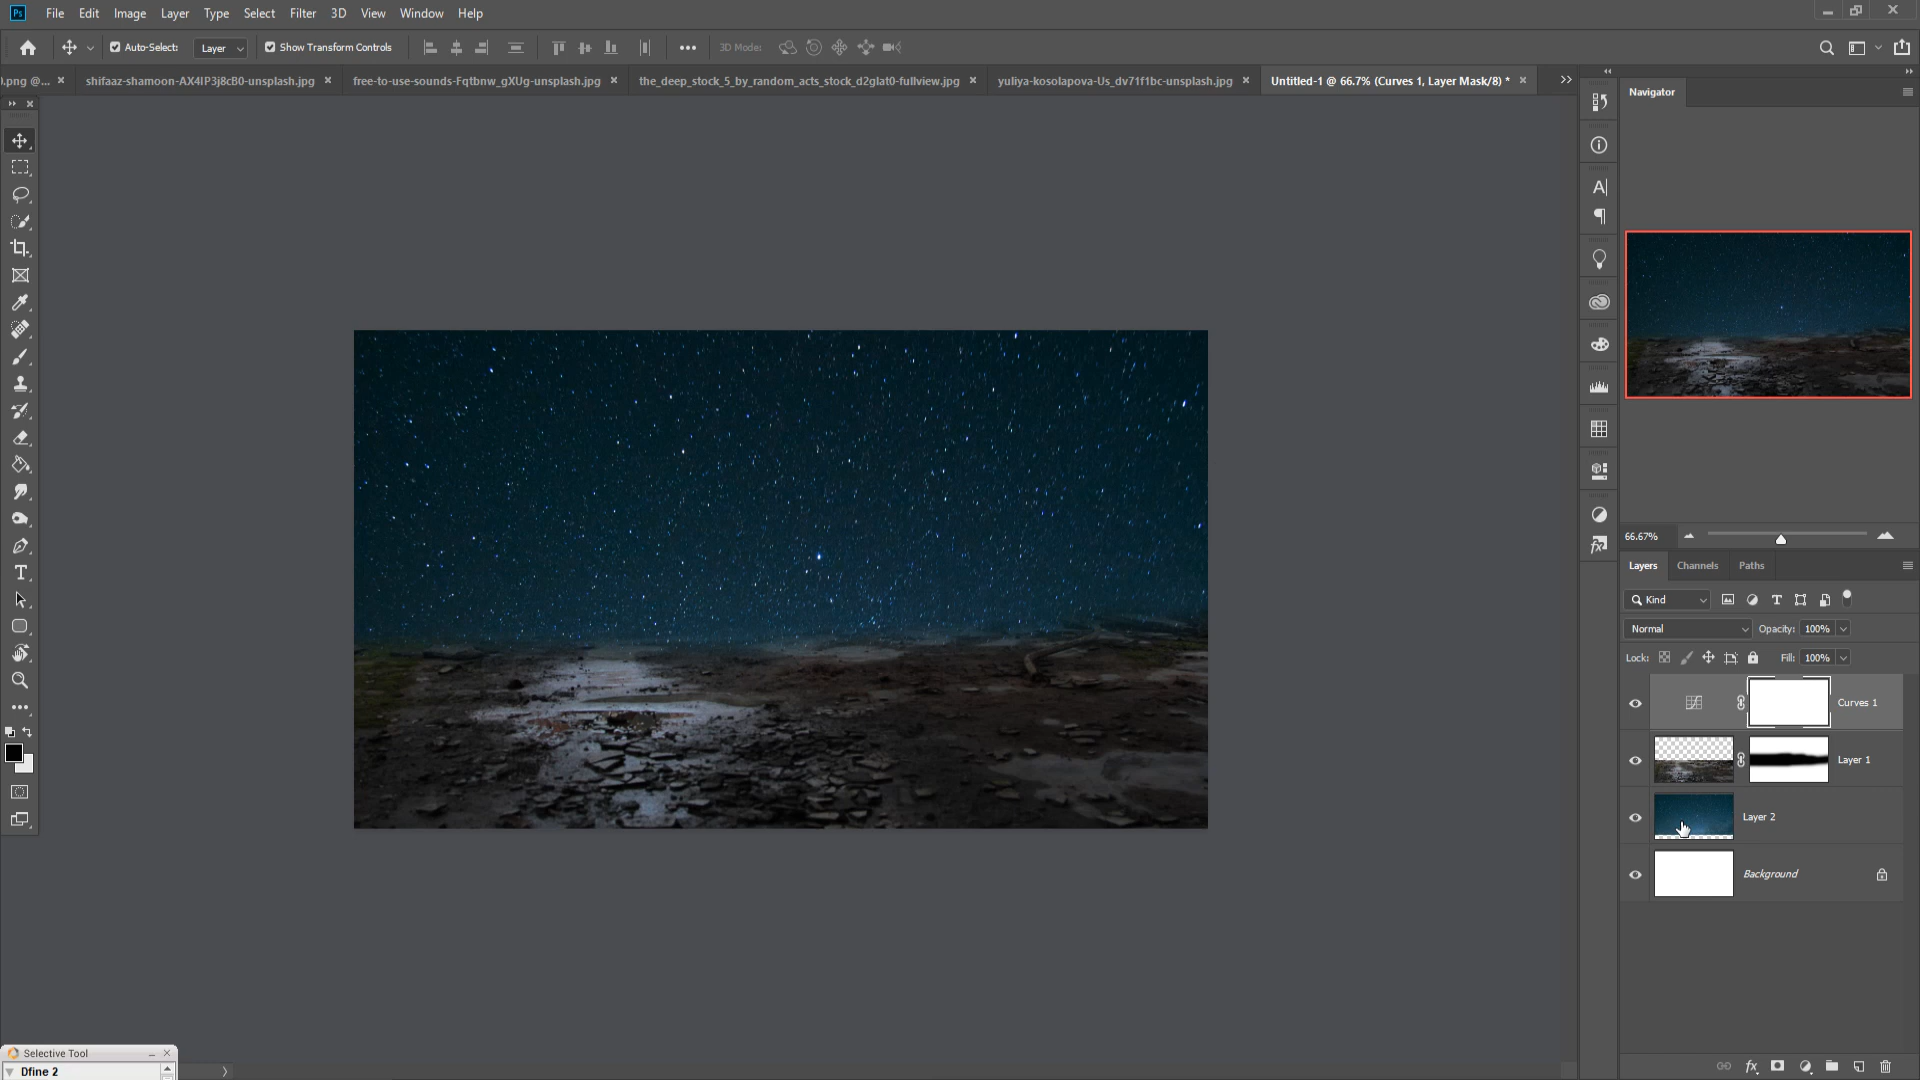 Ps File Edit Image Layer Type Select Filter 3D View Window Help
Auto-Select: Layer Show Transform Controls 3D Mode:
).png @... × shifaaz-shamoon-AX4IP3j8cB0-unsplash.jpg × free-to-use-sounds-Fqtbnw_gXUg-unsplash.jpg × the_deep_stock_5_by_random_acts_stock_d2glat0-fullview.jpg × yuliya-kosolapova-Us_dv71f1bc-unsplash.jpg × Untitled-1 @ 66.7% (Curves 1, Layer Mask/8) * ×
Navigator
66.67%
Layers Channels Paths
Kind
Normal Opacity: 100%
Lock: Fill: 100%
Curves 1
Layer 1
Layer 2
Background
Selective Tool
Dfine 2